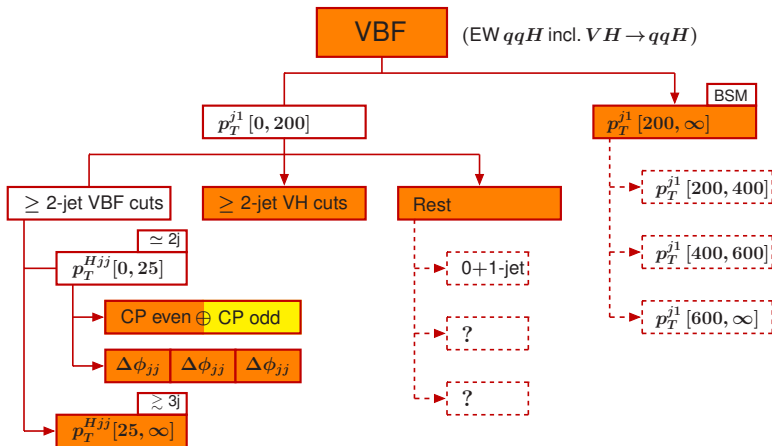 VBF (EW qqH incl. VH → qqH)
BSM
p_T^{j1} [0, 200]
p_T^{j1} [200, ∞]
≥ 2-jet VBF cuts
≥ 2-jet VH cuts
Rest
p_T^{j1} [200, 400]
≃ 2j
p_T^{Hjj} [0, 25]
0+1-jet
p_T^{j1} [400, 600]
CP even ⊕ CP odd
?
p_T^{j1} [600, ∞]
Δϕ_{jj} Δϕ_{jj} Δϕ_{jj}
≳ 3j
?
p_T^{Hjj} [25, ∞]